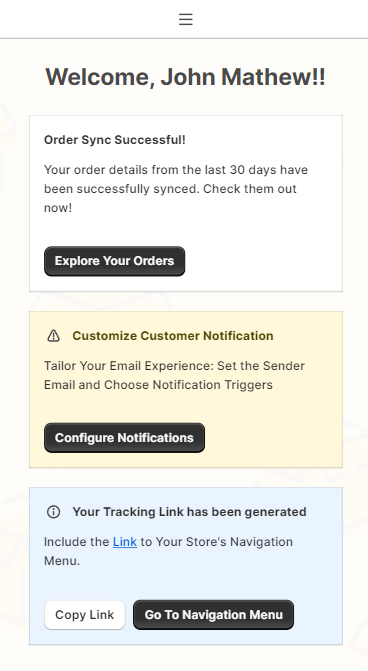 Welcome, John Mathew!!
Order Sync Successful!
Your order details from the last 30 days have
been successfully synced. Check them out
now!
Explore Your Orders
Customize Customer Notification
Tailor Your Email Experience: Set the Sender
Email and Choose Notification Triggers
Configure Notifications
Your Tracking Link has been generated
Include the Link to Your Store's Navigation
Menu.
Copy Link
Go To Navigation Menu